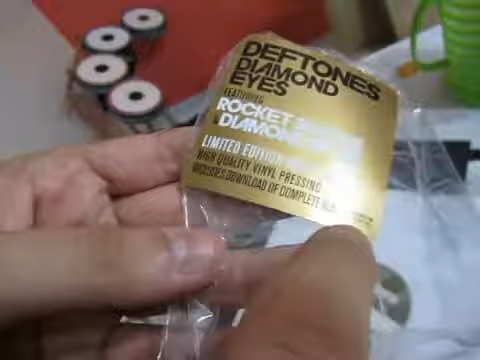 DEFTONES
DIAMOND
EYES
FEATURING
ROCKET
DIAMOND
LIMITED EDITION
HIGH QUALITY VINYL PRESSING
INCLUDES DOWNLOAD OF COMPLETE